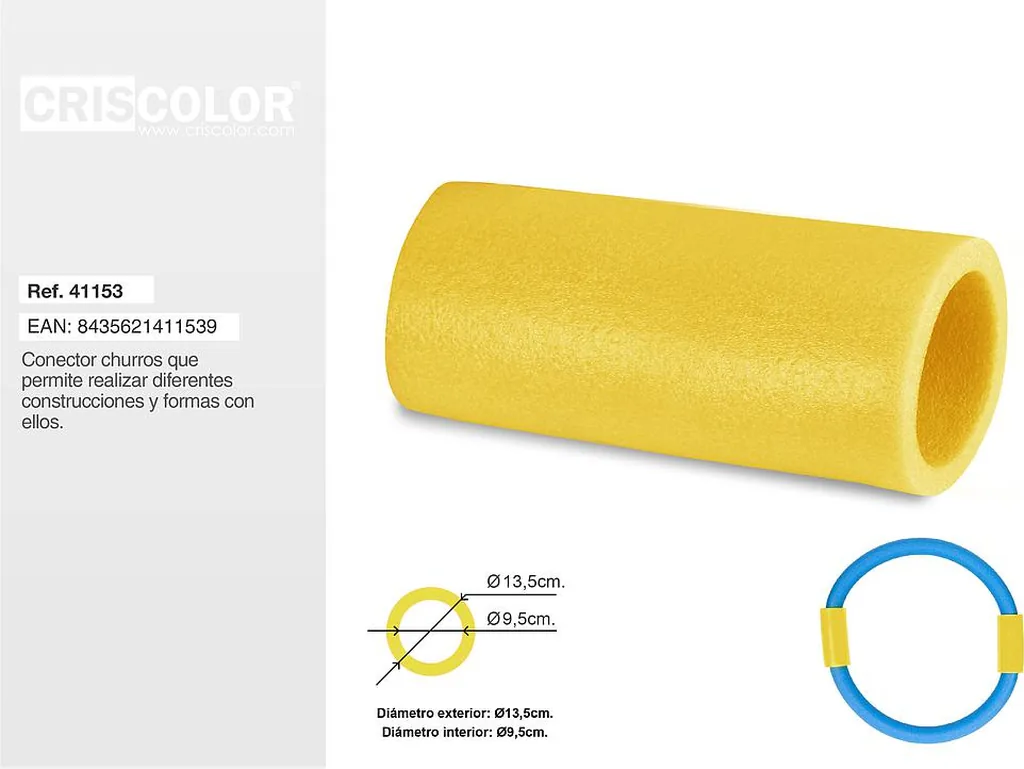 CRISCOLOR®
www.criscolor.com
Ref. 41153
EAN: 8435621411539
Conector churros que
permite realizar diferentes
construcciones y formas con
ellos.
Ø13,5cm.
Ø9,5cm.
Diámetro exterior: Ø13,5cm.
Diámetro interior: Ø9,5cm.